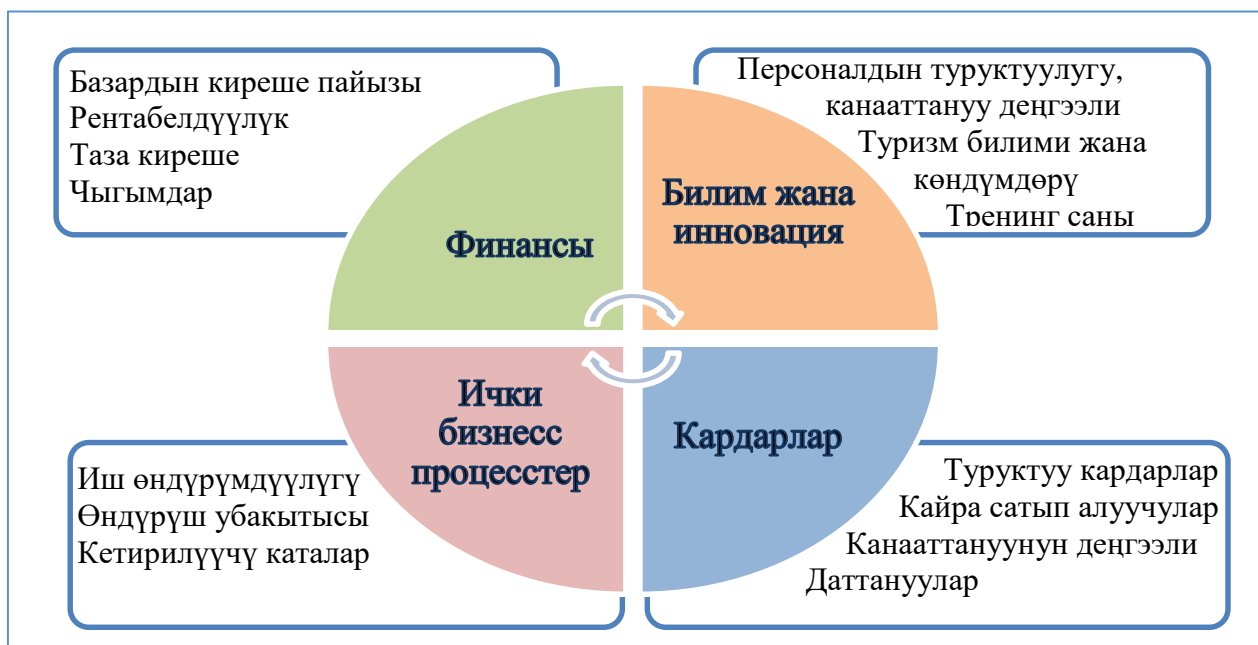 Базардын киреше пайызы
Рентабелдүүлүк
Таза киреше
Чыгымдар
Персоналдын туруктуулугу,
канааттануу деңгээли
Туризм билими жана
көндүмдөрү
Тренинг саны
Финансы
Билим жана
инновация
Ички
бизнесс
процесстер
Кардарлар
Иш өндүрүмдүүлүгү
Өндүрүш убакытысы
Кетирилүүчү каталар
Туруктуу кардарлар
Кайра сатып алуучулар
Канааттануунун деңгээли
Даттануулар